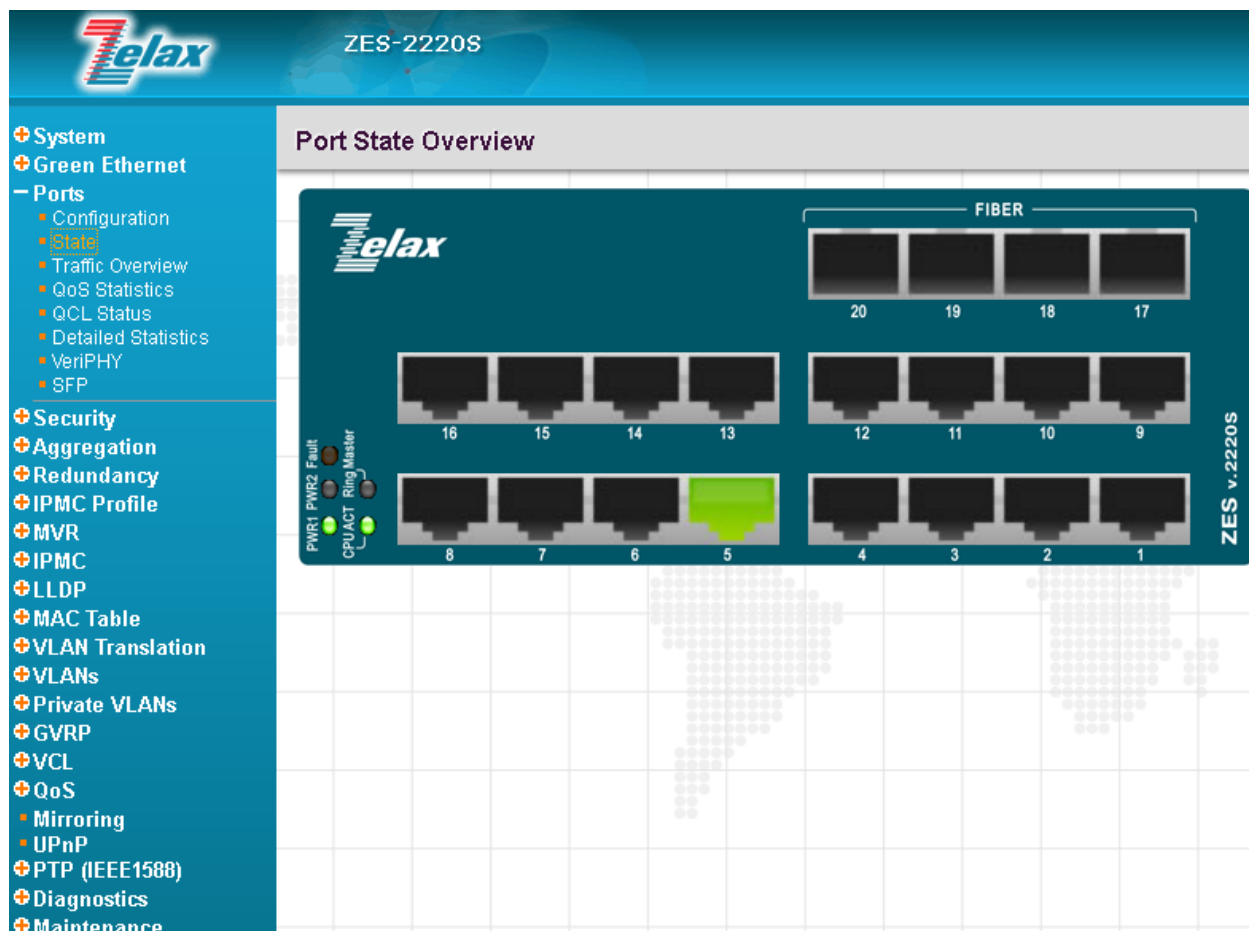 Zelax
ZES-2220S
System
Green Ethernet
Ports
Configuration
State
Traffic Overview
QoS Statistics
QCL Status
Detailed Statistics
VeriPHY
SFP
Security
Aggregation
Redundancy
IPMC Profile
MVR
IPMC
LLDP
MAC Table
VLAN Translation
VLANs
Private VLANs
GVRP
VCL
QoS
Mirroring
UPnP
PTP (IEEE1588)
Diagnostics
Maintenance
Port State Overview
Zelax
FIBER
20 19 18 17
16 15 14 13 12 11 10 9
PWR1 PWR2 Fault
CPU ACT Ring Master
8 7 6 5 4 3 2 1
ZES v.2220S